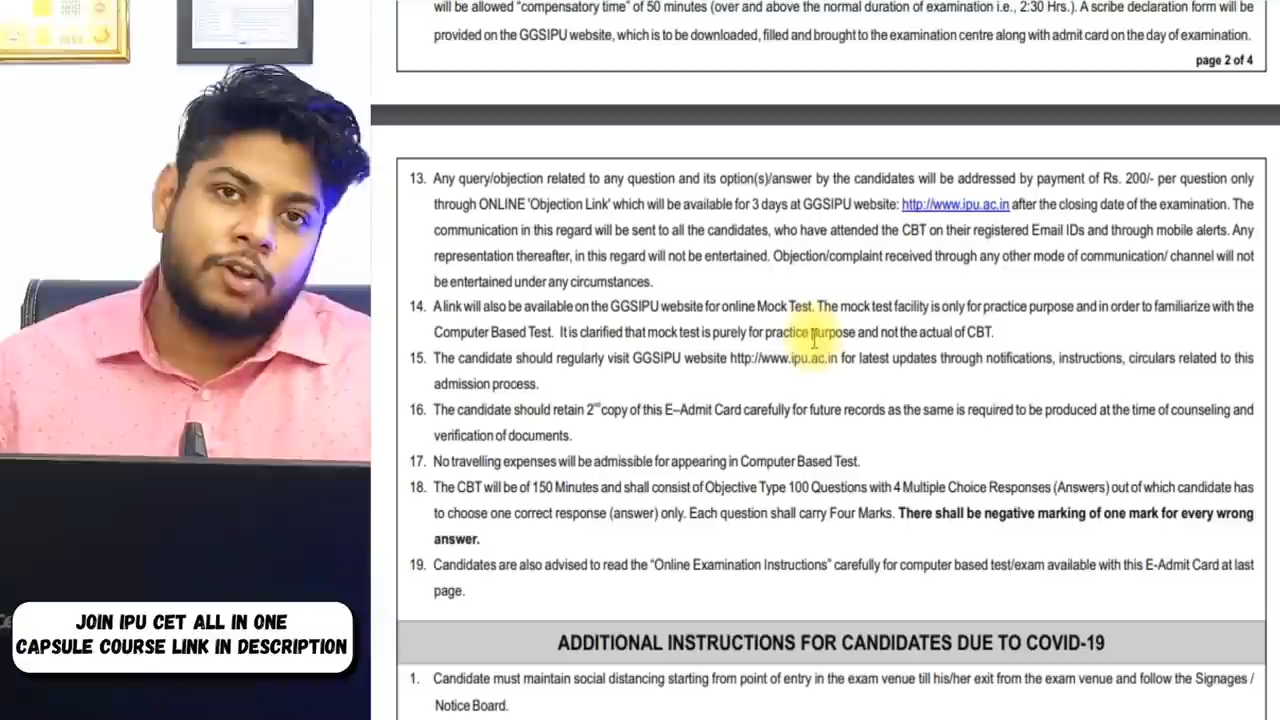 will be allowed “compensatory time” of 50 minutes (over and above the normal duration of examination i.e., 2:30 Hrs.). A scribe declaration form will be
provided on the GGSIPU website, which is to be downloaded, filled and brought to the examination centre along with admit card on the day of examination.
page 2 of 4
13. Any query/objection related to any question and its option(s)/answer by the candidates will be addressed by payment of Rs. 200/- per question only
through ONLINE 'Objection Link' which will be available for 3 days at GGSIPU website: http://www.ipu.ac.in after the closing date of the examination. The
communication in this regard will be sent to all the candidates, who have attended the CBT on their registered Email IDs and through mobile alerts. Any
representation thereafter, in this regard will not be entertained. Objection/complaint received through any other mode of communication/ channel will not
be entertained under any circumstances.
14. A link will also be available on the GGSIPU website for online Mock Test. The mock test facility is only for practice purpose and in order to familiarize with the
Computer Based Test. It is clarified that mock test is purely for practice purpose and not the actual of CBT.
15. The candidate should regularly visit GGSIPU website http://www.ipu.ac.in for latest updates through notifications, instructions, circulars related to this
admission process.
16. The candidate should retain 2nd copy of this E–Admit Card carefully for future records as the same is required to be produced at the time of counseling and
verification of documents.
17. No travelling expenses will be admissible for appearing in Computer Based Test.
18. The CBT will be of 150 Minutes and shall consist of Objective Type 100 Questions with 4 Multiple Choice Responses (Answers) out of which candidate has
to choose one correct response (answer) only. Each question shall carry Four Marks. There shall be negative marking of one mark for every wrong
answer.
19. Candidates are also advised to read the “Online Examination Instructions” carefully for computer based test/exam available with this E-Admit Card at last
page.
ADDITIONAL INSTRUCTIONS FOR CANDIDATES DUE TO COVID-19
1. Candidate must maintain social distancing starting from point of entry in the exam venue till his/her exit from the exam venue and follow the Signages /
Notice Board.
JOIN IPU CET ALL IN ONE
CAPSULE COURSE LINK IN DESCRIPTION